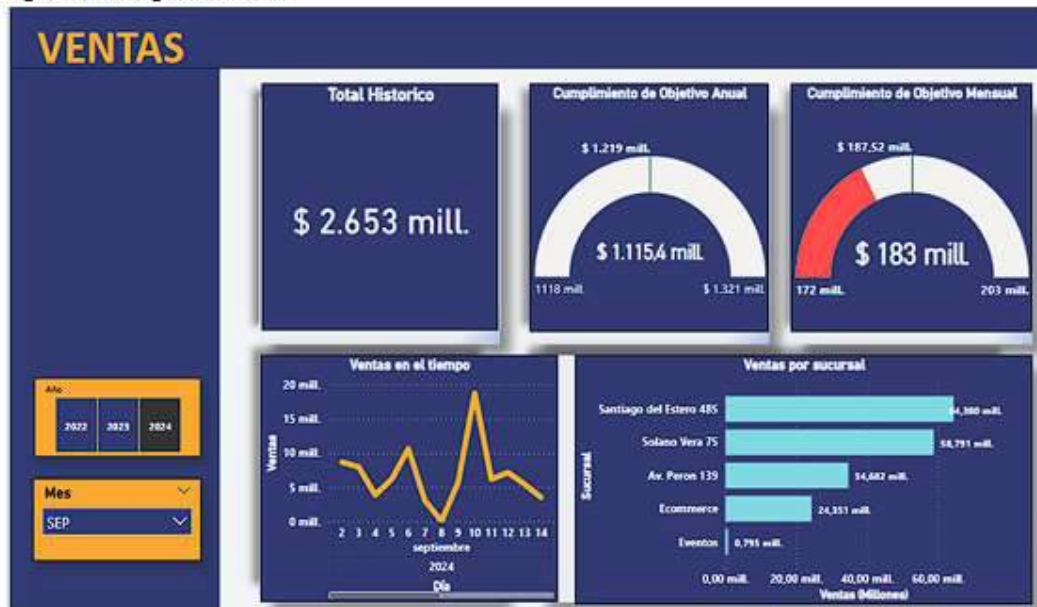 VENTAS
Total Historico
$ 2.653 mill.
Cumplimiento de Objetivo Anual
$ 1.219 mill.
$ 1.115,4 mill.
1118 mill.
$ 1.321 mill.
Cumplimiento de Objetivo Mensual
$ 187,52 mill.
$ 183 mill.
172 mill.
203 mill.
Año
2022 2023 2024
Mes
SEP
Ventas en el tiempo
Ventas
20 mill.
15 mill.
10 mill.
5 mill.
0 mill.
2 3 4 5 6 7 8 9 10 11 12 13 14
septiembre
2024
Día
Ventas por sucursal
Sucursal
Santiago del Estero 485
Solano Vera 75
58,791 mill.
Av. Peron 139
34,682 mill.
Ecommerce
24,351 mill.
Eventos
0,795 mill.
0,00 mill. 20,00 mill. 40,00 mill. 60,00 mill.
Ventas (Millones)